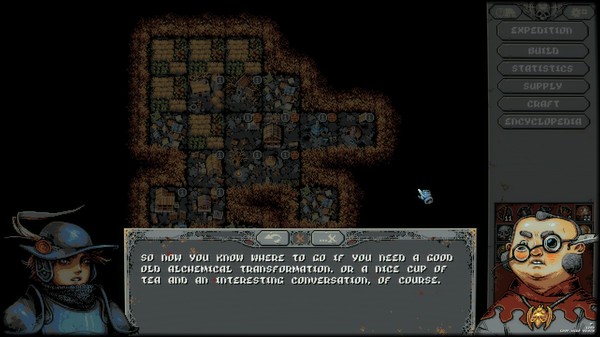 EXPEDITION
BUILD
STATISTICS
SUPPLY
CRAFT
ENCYCLOPEDIA
SO NOW YOU KNOW WHERE TO GO IF YOU NEED A GOOD
OLD ALCHEMICAL TRANSFORMATION. OR A NICE CUP OF
TEA AND AN INTERESTING CONVERSATION, OF COURSE.